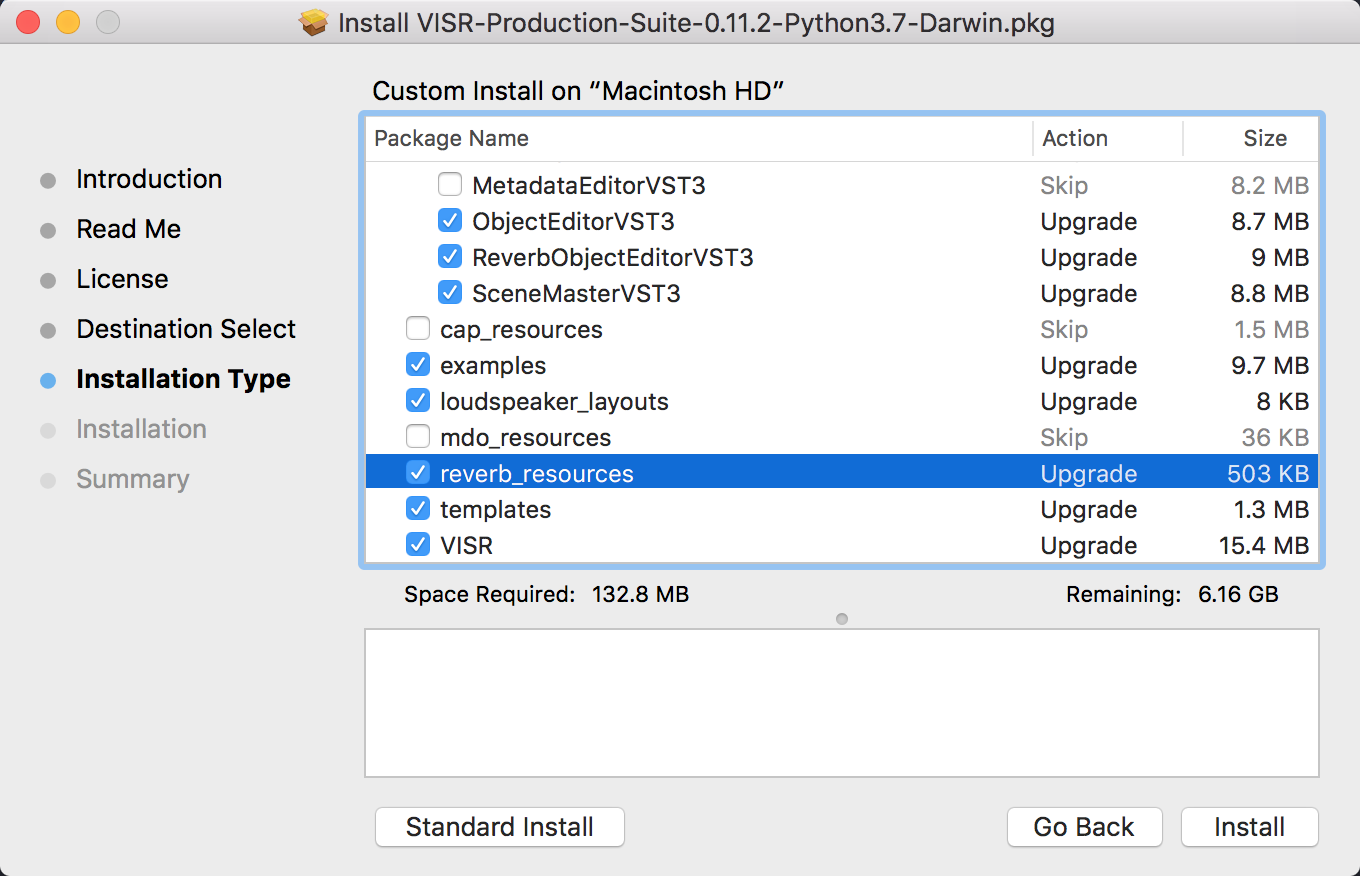 Install VISR-Production-Suite-0.11.2-Python3.7-Darwin.pkg
Custom Install on “Macintosh HD”
Introduction
Read Me
License
Destination Select
Installation Type
Installation
Summary
Package Name Action Size
MetadataEditorVST3 Skip 8.2 MB
ObjectEditorVST3 Upgrade 8.7 MB
ReverbObjectEditorVST3 Upgrade 9 MB
SceneMasterVST3 Upgrade 8.8 MB
cap_resources Skip 1.5 MB
examples Upgrade 9.7 MB
loudspeaker_layouts Upgrade 8 KB
mdo_resources Skip 36 KB
reverb_resources Upgrade 503 KB
templates Upgrade 1.3 MB
VISR Upgrade 15.4 MB
Space Required: 132.8 MB Remaining: 6.16 GB
Standard Install Go Back Install